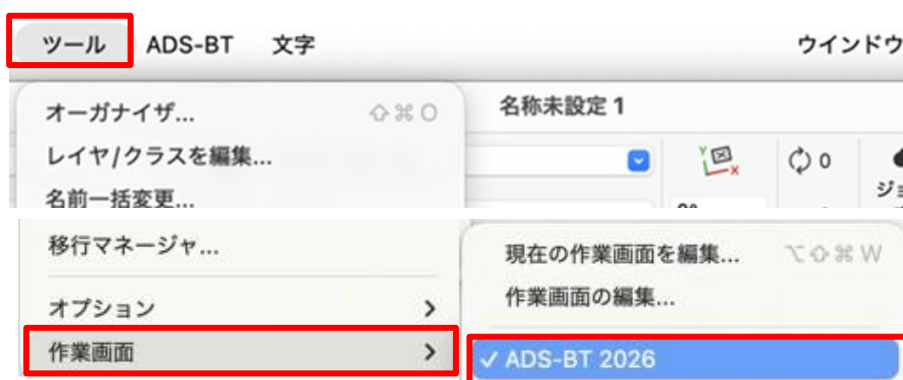 ツール ADS-BT 文字 ウインドウ
オーガナイザ... ⇧⌘O 名称未設定 1
レイヤ/クラスを編集... 0
名前一括変更...
移行マネージャ... 現在の作業画面を編集... ⌥⇧⌘W
作業画面の編集...
オプション >
作業画面 > ✓ ADS-BT 2026